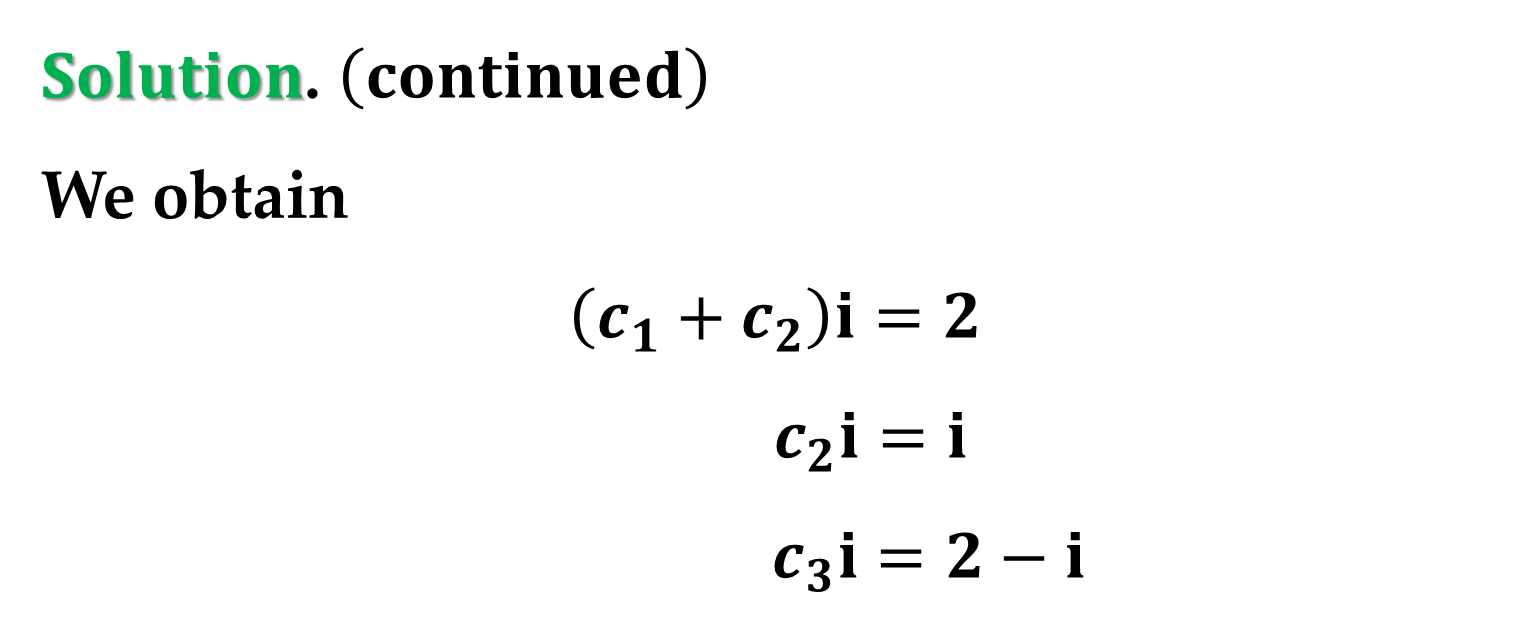 Solution. (continued)
We obtain
(c₁ + c₂)i = 2
c₂i = i
c₃i = 2 − i